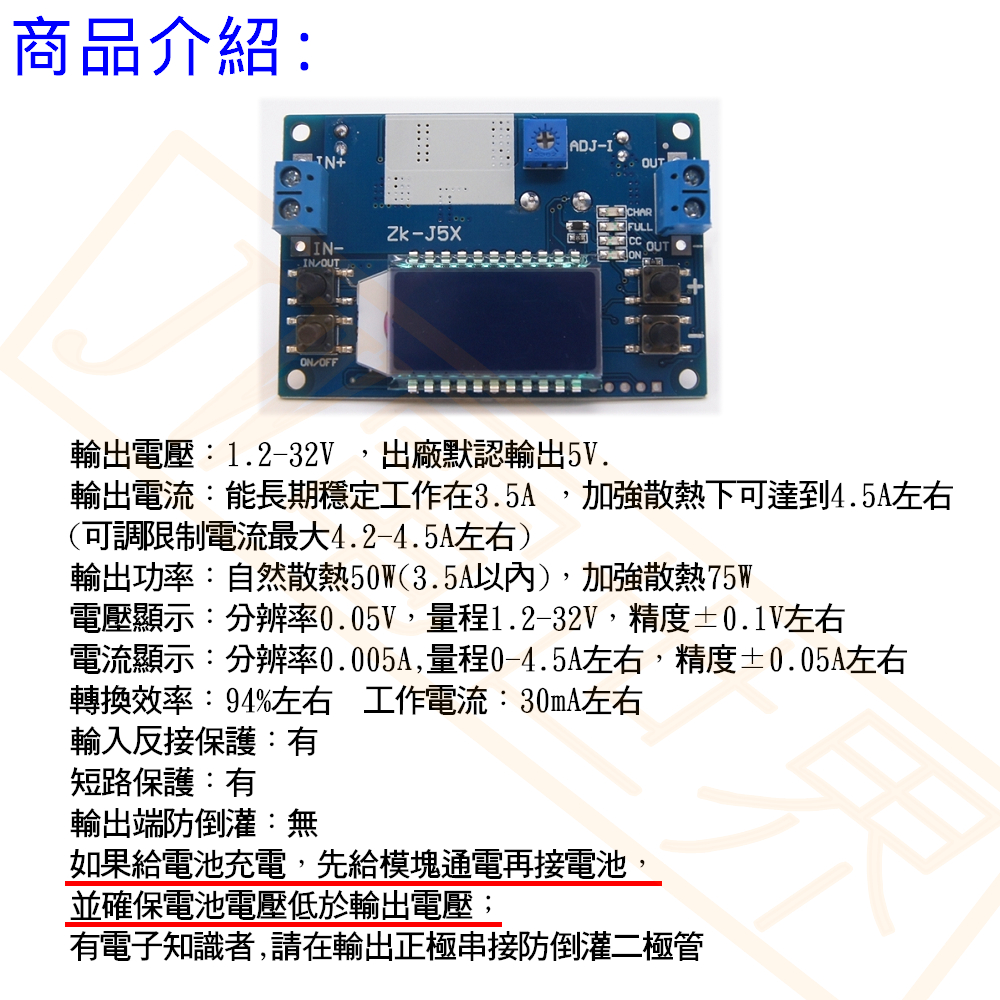 商品介紹:
IN+
ADJ-I
OUT
CHAR
FULL
CC
ON
Zk-J5X
IN-
OUT
-
IN/OUT
+
-
ON/OFF
輸出電壓：1.2-32V ，出廠默認輸出5V.
輸出電流：能長期穩定工作在3.5A ，加強散熱下可達到4.5A左右
(可調限制電流最大4.2-4.5A左右)
輸出功率：自然散熱50W(3.5A以內)，加強散熱75W
電壓顯示：分辨率0.05V，量程1.2-32V，精度±0.1V左右
電流顯示：分辨率0.005A,量程0-4.5A左右，精度±0.05A左右
轉換效率：94%左右 工作電流：30mA左右
輸入反接保護：有
短路保護：有
輸出端防倒灌：無
如果給電池充電，先給模塊通電再接電池，
並確保電池電壓低於輸出電壓；
有電子知識者,請在輸出正極串接防倒灌二極管